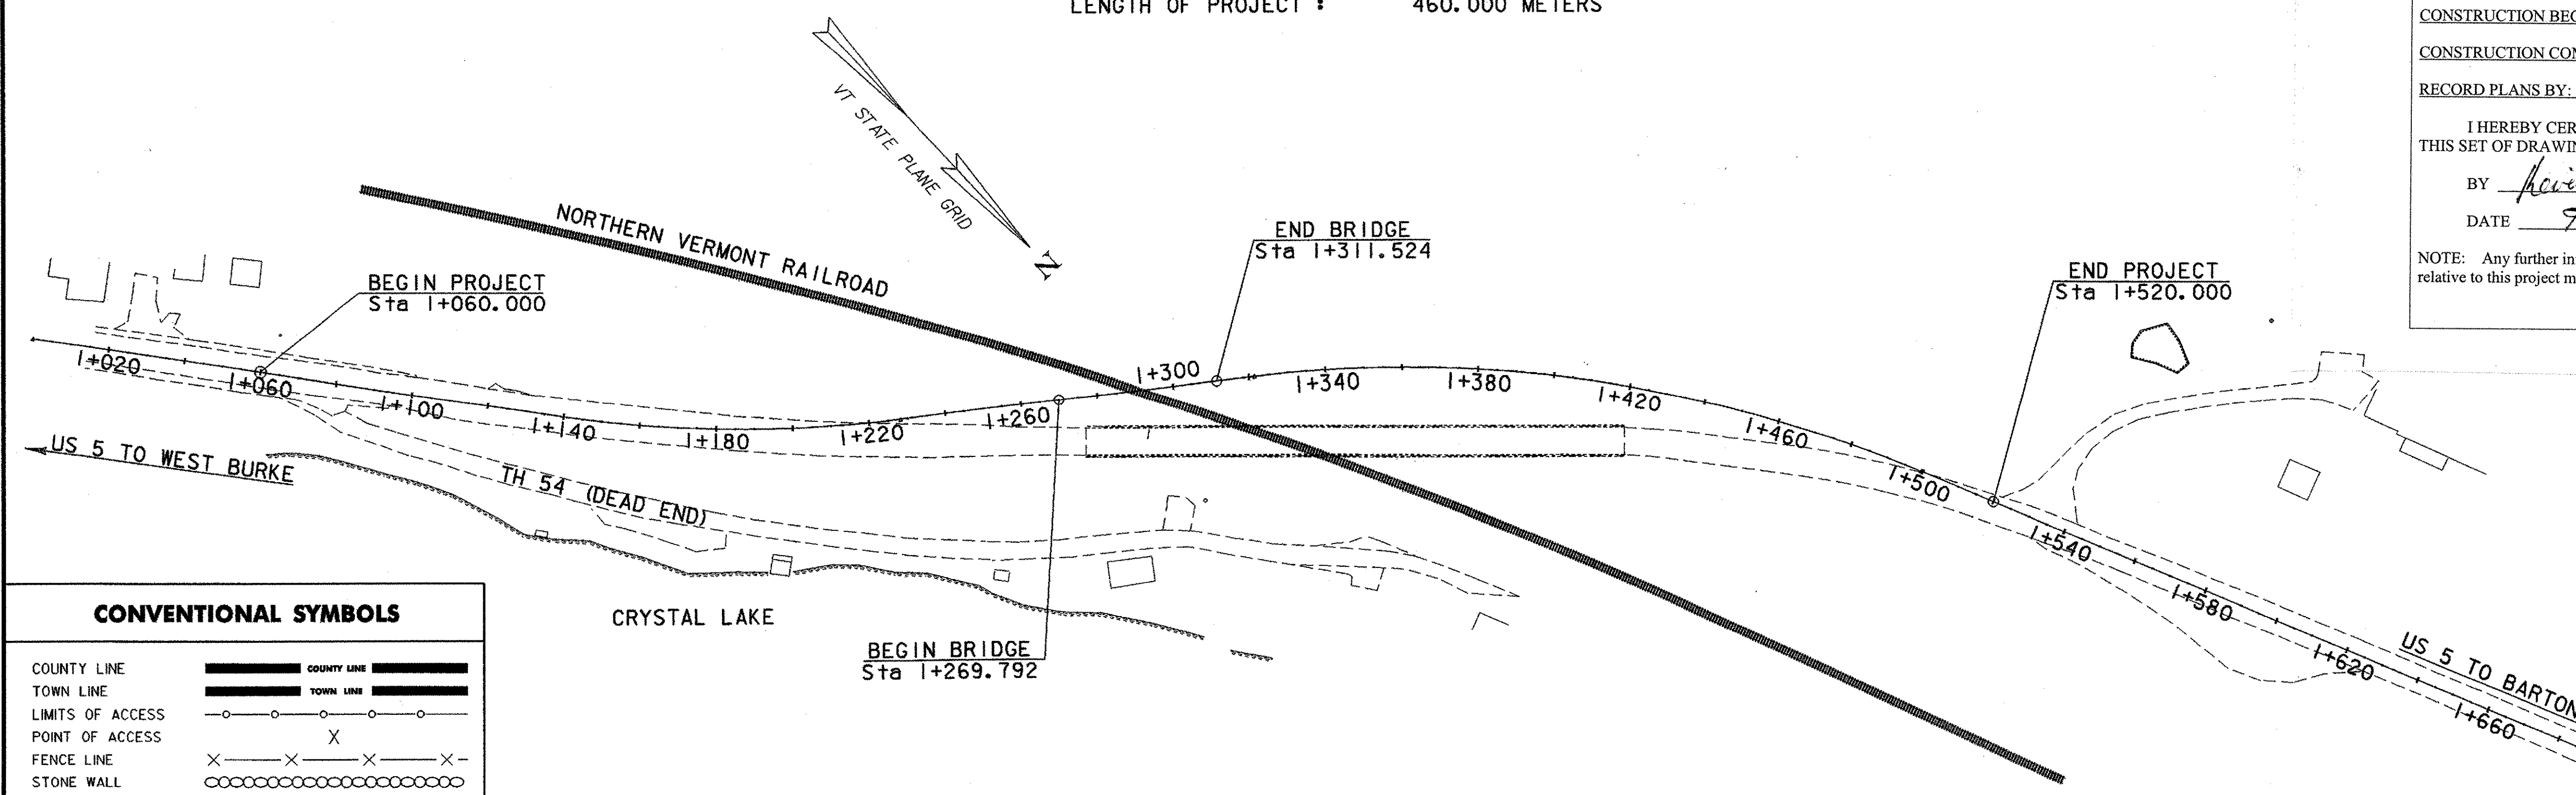 LENGTH OF PROJECT : 460.000 METERS
CONSTRUCTION
CONSTRUCTION
RECORD PLANS BY:
I HEREBY
THIS SET OF
BY
DATE
NOTE: Any further
relative to this project
VT STATE PLANE GRID
N
NORTHERN VERMONT RAILROAD
BEGIN PROJECT
Sta 1+060.000
END BRIDGE
Sta 1+311.524
END PROJECT
Sta 1+520.000
1+020
1+060
1+100
1+140
1+180
1+220
1+260
1+300
1+340
1+380
1+420
1+460
1+500
1+540
1+580
1+620
1+660
US 5 TO WEST BURKE
TH 54 (DEAD END)
US 5 TO BARTON
CRYSTAL LAKE
BEGIN BRIDGE
Sta 1+269.792
CONVENTIONAL SYMBOLS
COUNTY LINE COUNTY LINE
TOWN LINE TOWN LINE
LIMITS OF ACCESS
POINT OF ACCESS
FENCE LINE
STONE WALL